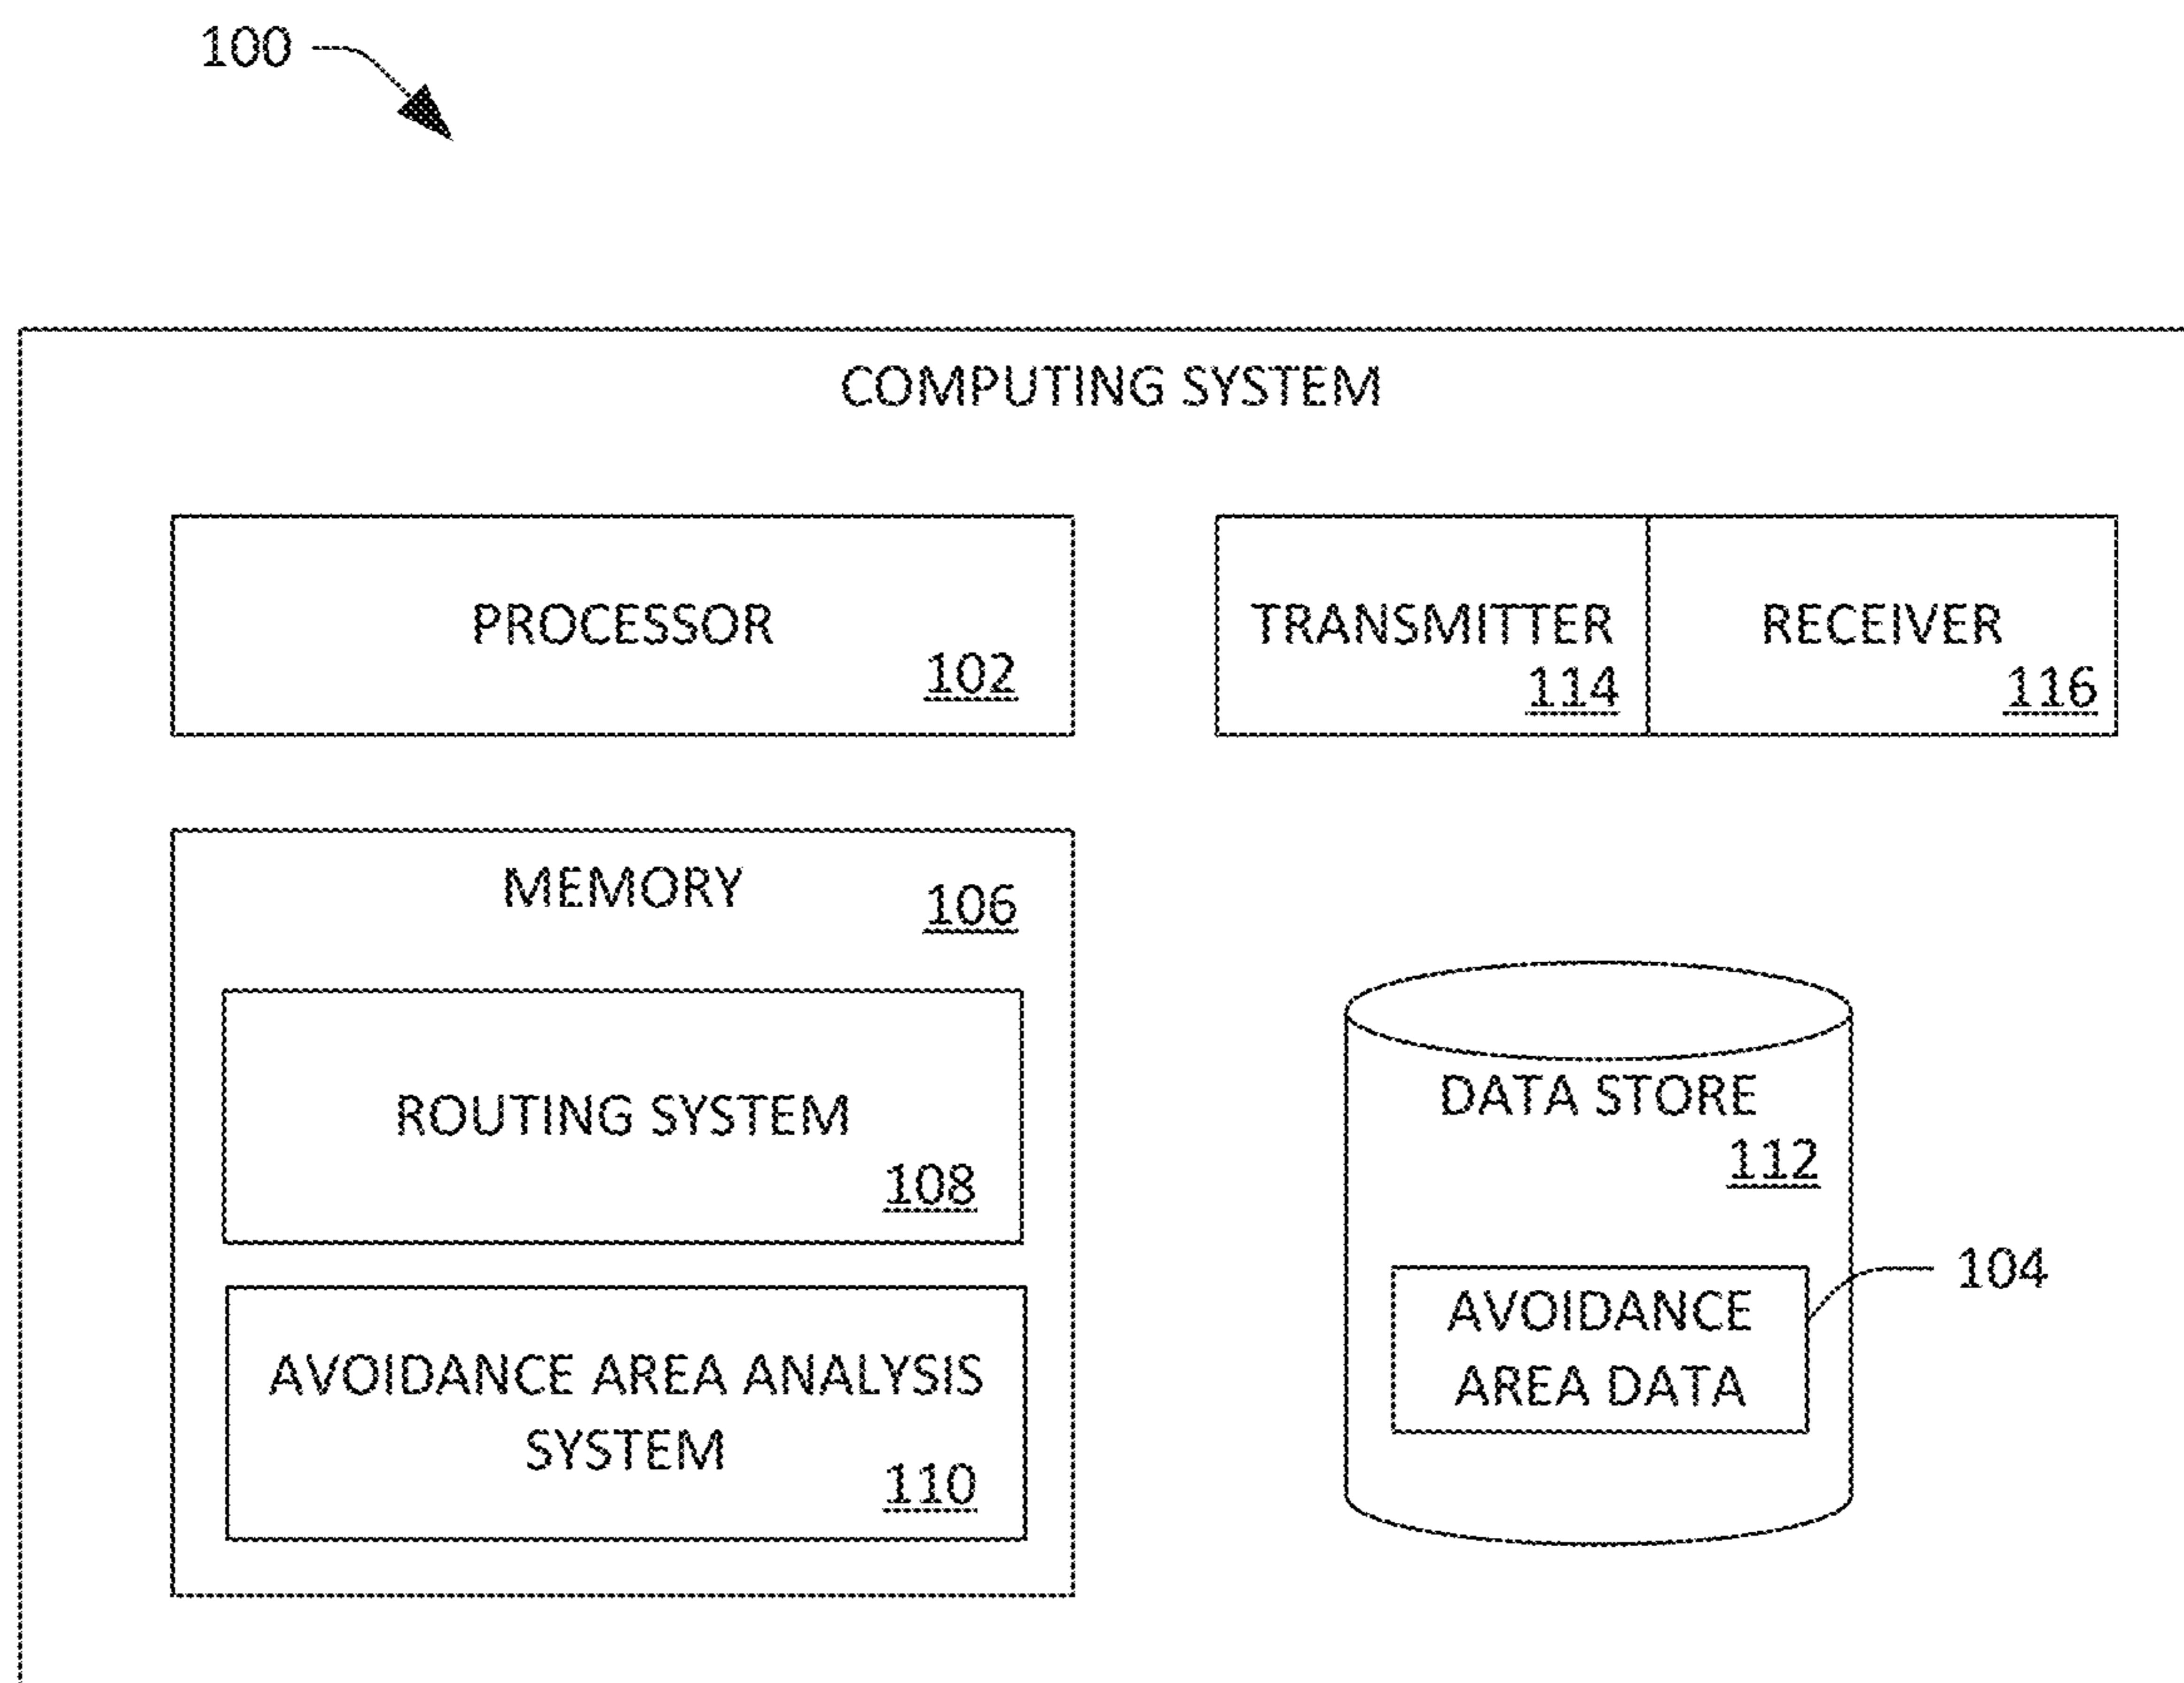 100
COMPUTING SYSTEM
PROCESSOR
102
TRANSMITTER
114
RECEIVER
116
MEMORY
106
ROUTING SYSTEM
108
AVOIDANCE AREA ANALYSIS
SYSTEM
110
DATA STORE
112
AVOIDANCE
AREA DATA
104